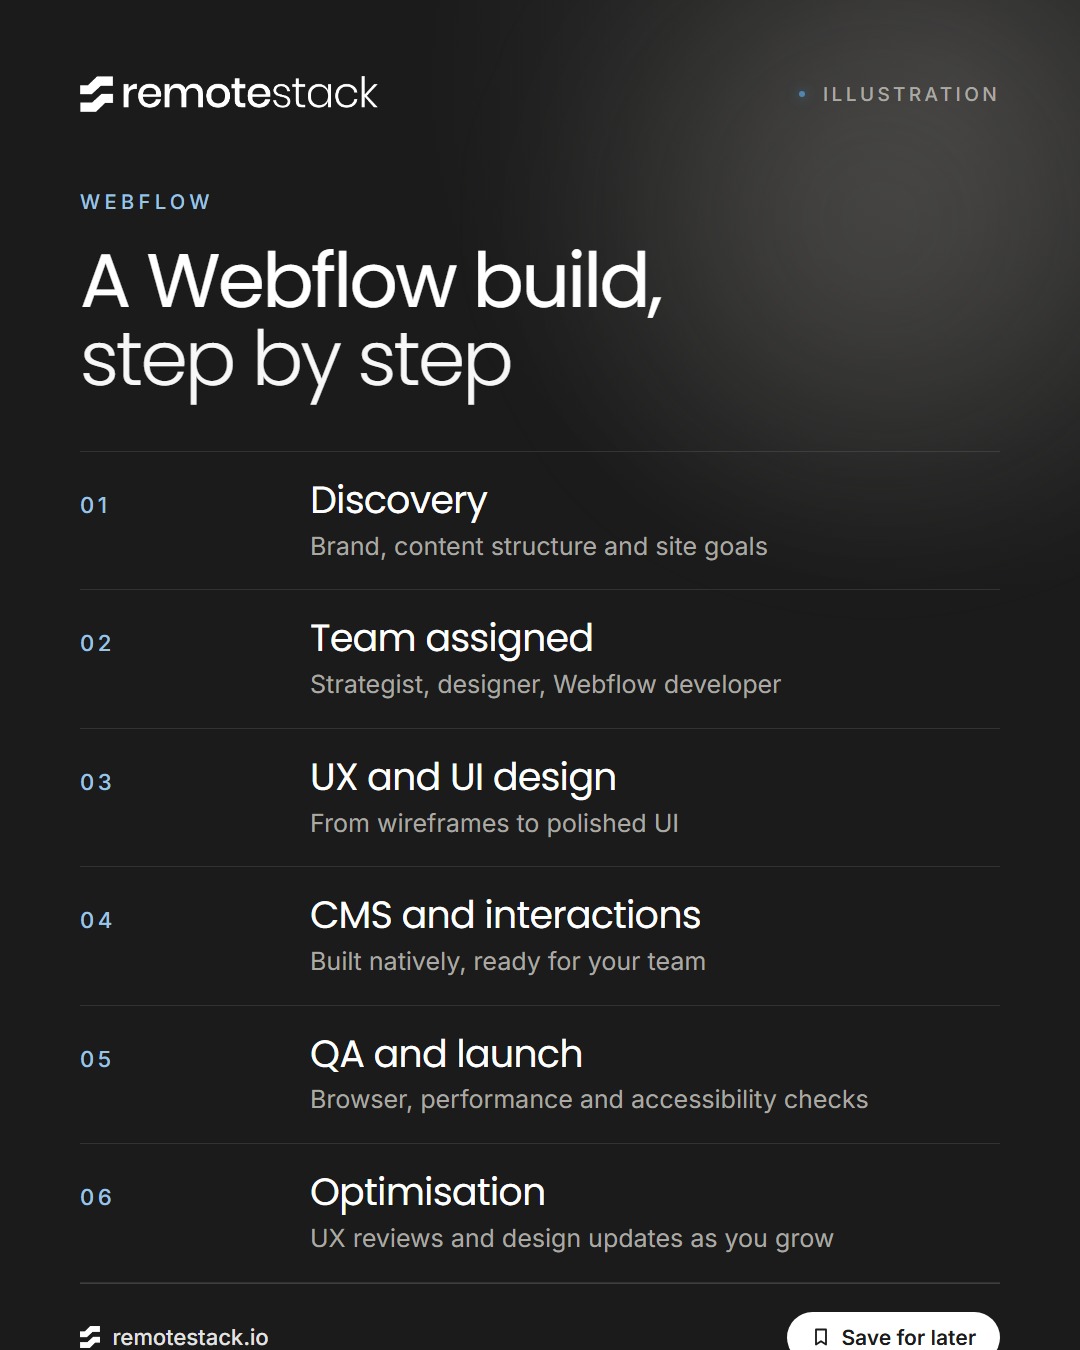 remotestack
ILLUSTRATION
WEBFLOW
A Webflow build,
step by step
01
Discovery
Brand, content structure and site goals
02
Team assigned
Strategist, designer, Webflow developer
03
UX and UI design
From wireframes to polished UI
04
CMS and interactions
Built natively, ready for your team
05
QA and launch
Browser, performance and accessibility checks
06
Optimisation
UX reviews and design updates as you grow
remotestack.io
Save for later